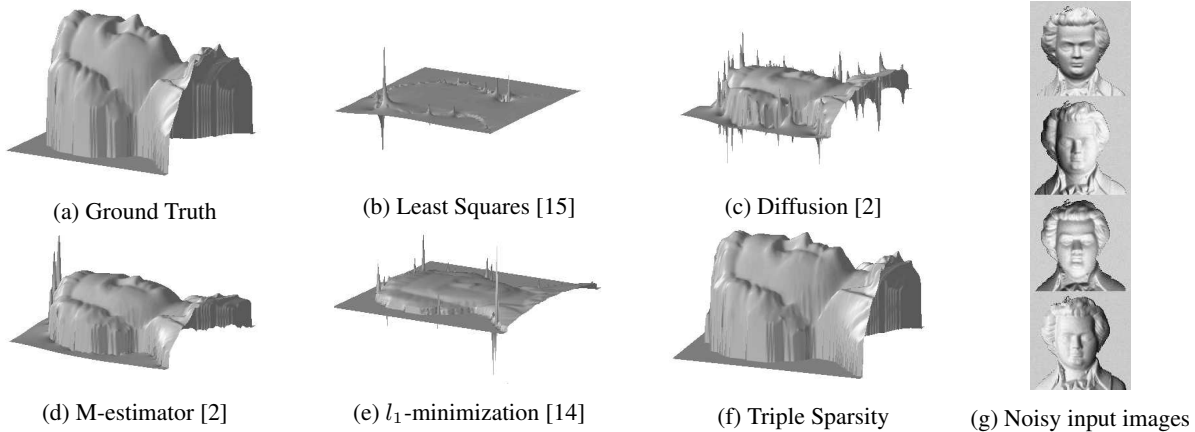 (a) Ground Truth
(b) Least Squares [15]
(c) Diffusion [2]
(d) M-estimator [2]
(e) l₁-minimization [14]
(f) Triple Sparsity
(g) Noisy input images